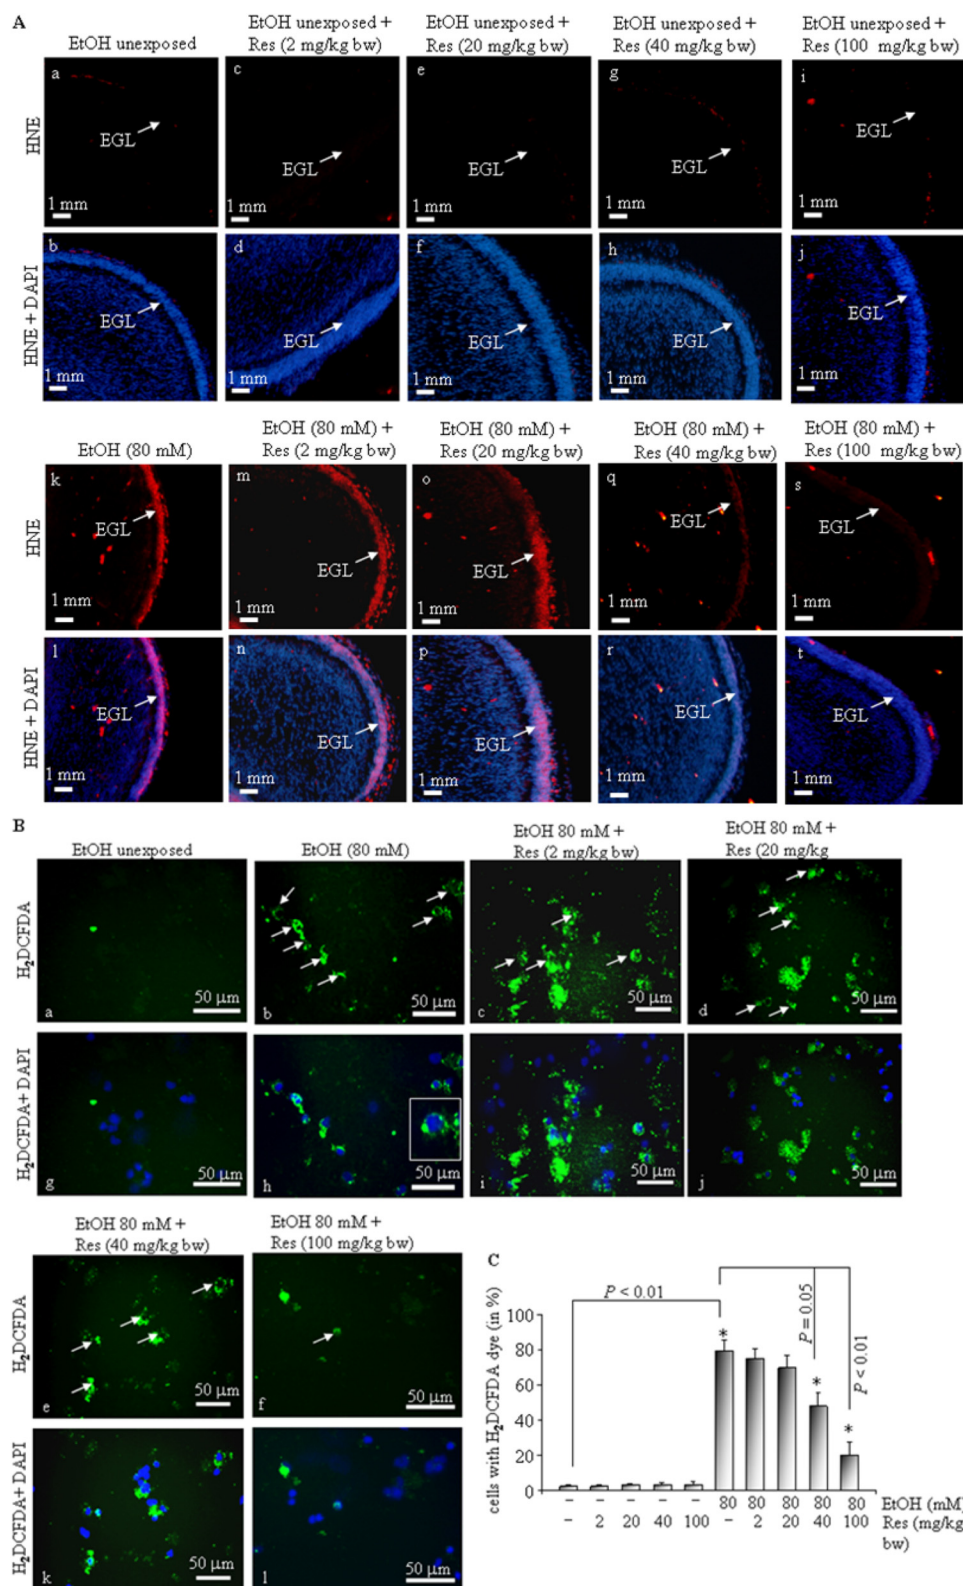 A
EtOH unexposed
EtOH unexposed +
Res (2 mg/kg bw)
EtOH unexposed +
Res (20 mg/kg bw)
EtOH unexposed +
Res (40 mg/kg bw)
EtOH unexposed +
Res (100 mg/kg bw)
HNE
a
EGL
1 mm
c
EGL
1 mm
e
EGL
1 mm
g
EGL
1 mm
i
EGL
1 mm
HNE + DAPI
b
EGL
1 mm
d
EGL
1 mm
f
EGL
1 mm
h
EGL
1 mm
j
EGL
1 mm
EtOH (80 mM)
EtOH (80 mM) +
Res (2 mg/kg bw)
EtOH (80 mM) +
Res (20 mg/kg bw)
EtOH (80 mM) +
Res (40 mg/kg bw)
EtOH (80 mM) +
Res (100 mg/kg bw)
HNE
k
EGL
1 mm
m
EGL
1 mm
o
EGL
1 mm
q
EGL
1 mm
s
EGL
1 mm
HNE + DAPI
l
EGL
1 mm
n
EGL
1 mm
p
EGL
1 mm
r
EGL
1 mm
t
EGL
1 mm
B
EtOH unexposed
EtOH (80 mM)
EtOH 80 mM +
Res (2 mg/kg bw)
EtOH 80 mM +
Res (20 mg/kg
H2DCFDA
a
50 µm
b
50 µm
c
50 µm
d
50 µm
H2DCFDA+ DAPI
g
50 µm
h
50 µm
i
50 µm
j
50 µm
EtOH 80 mM +
Res (40 mg/kg bw)
EtOH 80 mM +
Res (100 mg/kg bw)
H2DCFDA
e
50 µm
f
50 µm
H2DCFDA+ DAPI
k
50 µm
l
50 µm
C
cells with H2DCFDA dye (in %)
100
80
60
40
20
0
P < 0.01
P = 0.05
P < 0.01
*
*
*
– – – – – 80 80 80 80 80 EtOH (mM)
– 2 20 40 100 – 2 20 40 100 Res (mg/kg
bw)